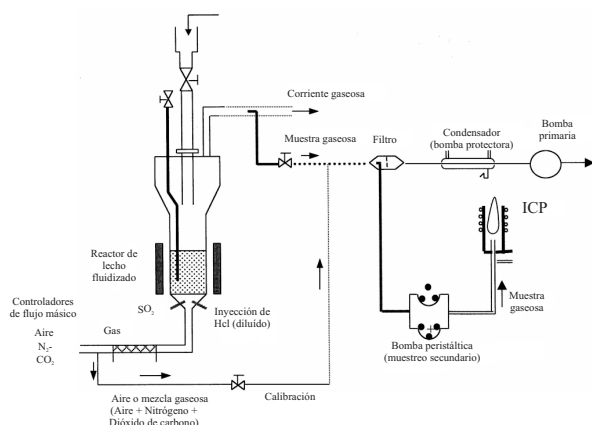 Corriente gaseosa
Muestra gaseosa
Filtro
Condensador
(bomba protectora)
Bomba
primaria
ICP
Reactor de
lecho
fluidizado
SO2
Inyección de
Hcl (diluído)
Controladores
de flujo másico
Aire
N2-
CO2
Gas
Muestra
gaseosa
Bomba peristáltica
(muestreo secundario)
Aire o mezcla gaseosa
(Aire + Nitrógeno +
Dióxido de carbono)
Calibración